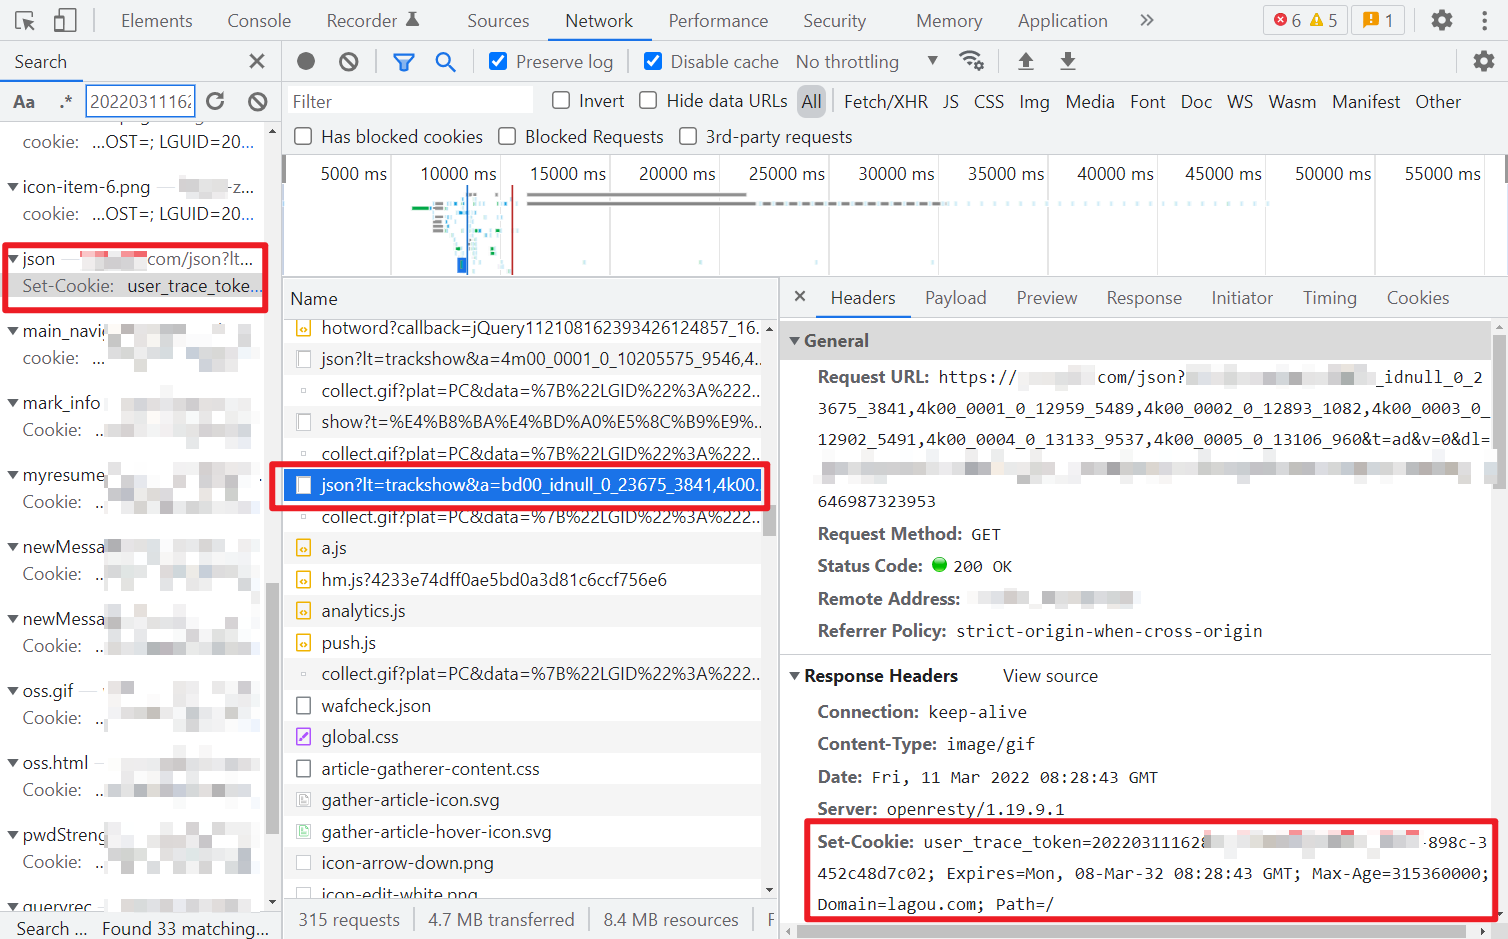 Elements Console Recorder Sources Network Performance Security Memory Application » 6 5 1
Search
Preserve log Disable cache No throttling
Aa .* 20220311162
Filter Invert Hide data URLs All Fetch/XHR JS CSS Img Media Font Doc WS Wasm Manifest Other
Has blocked cookies Blocked Requests 3rd-party requests
5000 ms 10000 ms 15000 ms 20000 ms 25000 ms 30000 ms 35000 ms 40000 ms 45000 ms 50000 ms 55000 ms
cookie: ...OST=; LGUID=20...
icon-item-6.png — -z...
cookie: ...OST=; LGUID=20...
json — com/json?lt...
Set-Cookie: user_trace_toke...
main_navig
cookie: ...
mark_info
Cookie: ..
myresume
Cookie: ..
newMessa
Cookie: ..
newMessa
Cookie: ..
oss.gif —
Cookie: ..
oss.html —
Cookie: ..
pwdStreng
Cookie: ..
queryrec
Search ... Found 33 matching...
Name
hotword?callback=jQuery112108162393426124857_16...
json?lt=trackshow&a=4m00_0001_0_10205575_9546,4...
collect.gif?plat=PC&data=%7B%22LGID%22%3A%222...
show?t=%E4%B8%BA%E4%BD%A0%E5%8C%B9%E9%...
collect.gif?plat=PC&data=%7B%22LGID%22%3A%222...
json?lt=trackshow&a=bd00_idnull_0_23675_3841,4k00...
collect.gif?plat=PC&data=%7B%22LGID%22%3A%222...
a.js
hm.js?4233e74dff0ae5bd0a3d81c6ccf756e6
analytics.js
push.js
collect.gif?plat=PC&data=%7B%22LGID%22%3A%222...
wafcheck.json
global.css
article-gatherer-content.css
gather-article-icon.svg
gather-article-hover-icon.svg
icon-arrow-down.png
icon-edit-white.png
315 requests 4.7 MB transferred 8.4 MB resources F
Headers Payload Preview Response Initiator Timing Cookies
General
Request URL: https:// com/json? _idnull_0_2
3675_3841,4k00_0001_0_12959_5489,4k00_0002_0_12893_1082,4k00_0003_0_
12902_5491,4k00_0004_0_13133_9537,4k00_0005_0_13106_960&t=ad&v=0&dl=
646987323953
Request Method: GET
Status Code: 200 OK
Remote Address:
Referrer Policy: strict-origin-when-cross-origin
Response Headers View source
Connection: keep-alive
Content-Type: image/gif
Date: Fri, 11 Mar 2022 08:28:43 GMT
Server: openresty/1.19.9.1
Set-Cookie: user_trace_token=202203111628 -898c-3
452c48d7c02; Expires=Mon, 08-Mar-32 08:28:43 GMT; Max-Age=315360000;
Domain=lagou.com; Path=/